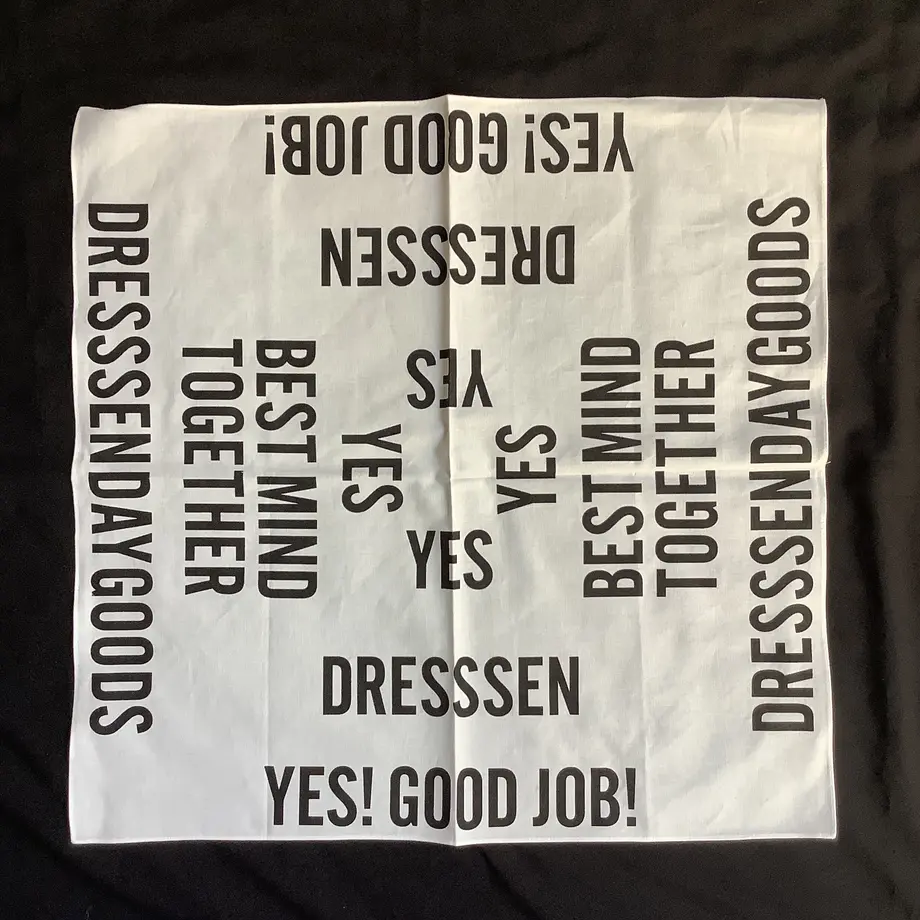 YES! GOOD JOB!
DRESSSEN
YES
DRESSSENDAYGOODS
BEST MIND
TOGETHER
YES
YES
BEST MIND
TOGETHER
DRESSSENDAYGOODS
YES
DRESSSEN
YES! GOOD JOB!